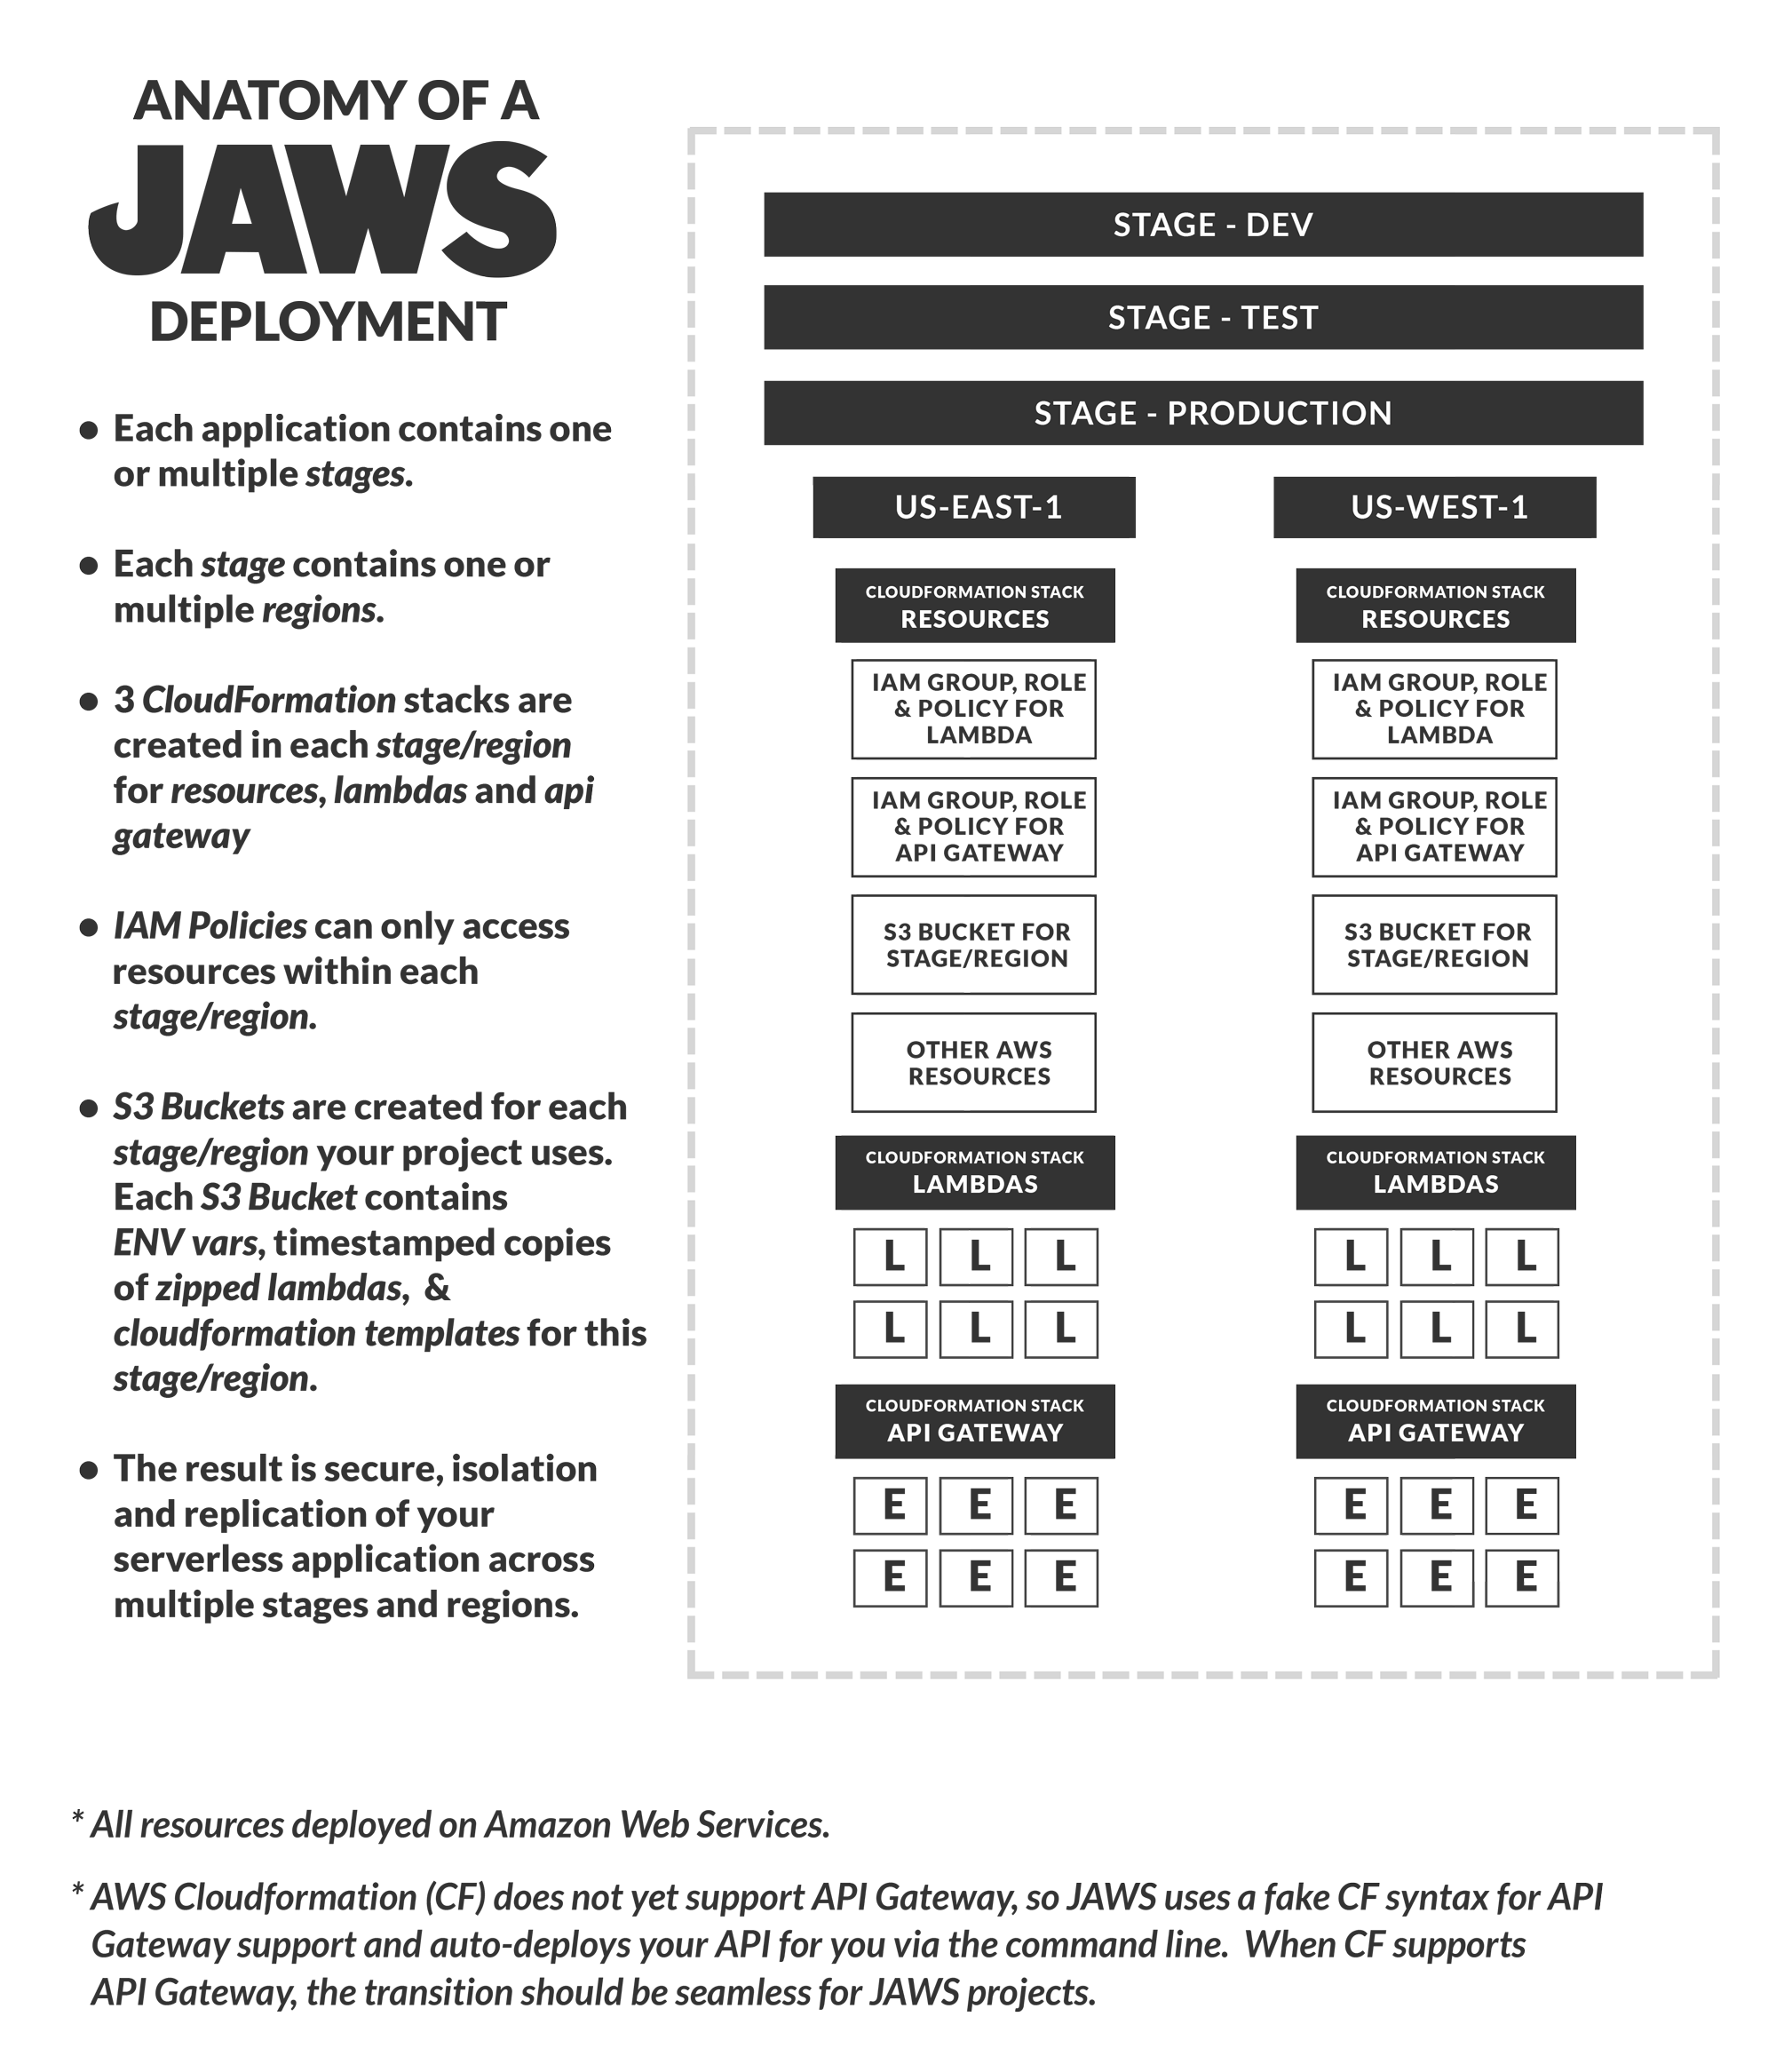 ANATOMY OF A
JAWS
DEPLOYMENT
● Each application contains one
or multiple stages.
● Each stage contains one or
multiple regions.
● 3 CloudFormation stacks are
created in each stage/region
for resources, lambdas and api
gateway
● IAM Policies can only access
resources within each
stage/region.
● S3 Buckets are created for each
stage/region your project uses.
Each S3 Bucket contains
ENV vars, timestamped copies
of zipped lambdas, &
cloudformation templates for this
stage/region.
● The result is secure, isolation
and replication of your
serverless application across
multiple stages and regions.
STAGE - DEV
STAGE - TEST
STAGE - PRODUCTION
US-EAST-1
CLOUDFORMATION STACK
RESOURCES
IAM GROUP, ROLE
& POLICY FOR
LAMBDA
IAM GROUP, ROLE
& POLICY FOR
API GATEWAY
S3 BUCKET FOR
STAGE/REGION
OTHER AWS
RESOURCES
CLOUDFORMATION STACK
LAMBDAS
L L L
L L L
CLOUDFORMATION STACK
API GATEWAY
E E E
E E E
US-WEST-1
CLOUDFORMATION STACK
RESOURCES
IAM GROUP, ROLE
& POLICY FOR
LAMBDA
IAM GROUP, ROLE
& POLICY FOR
API GATEWAY
S3 BUCKET FOR
STAGE/REGION
OTHER AWS
RESOURCES
CLOUDFORMATION STACK
LAMBDAS
L L L
L L L
CLOUDFORMATION STACK
API GATEWAY
E E E
E E E
* All resources deployed on Amazon Web Services.
* AWS Cloudformation (CF) does not yet support API Gateway, so JAWS uses a fake CF syntax for API
Gateway support and auto-deploys your API for you via the command line. When CF supports
API Gateway, the transition should be seamless for JAWS projects.